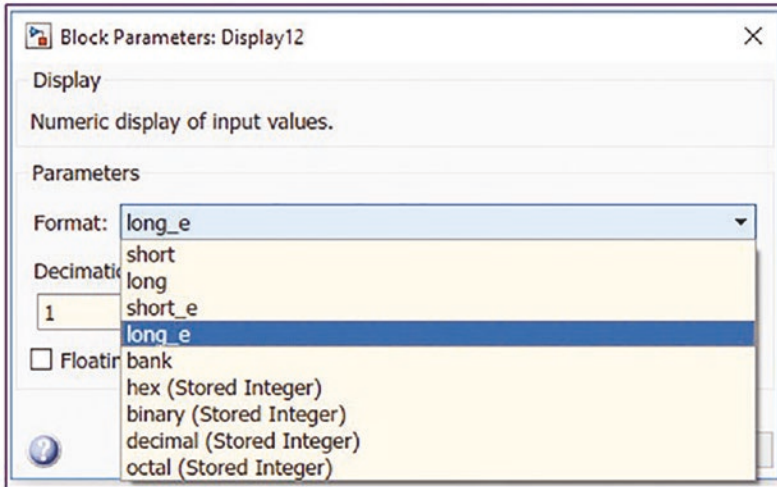 Block Parameters: Display12
Display
Numeric display of input values.
Parameters
Format: long_e
short
long
short_e
long_e
bank
hex (Stored Integer)
binary (Stored Integer)
decimal (Stored Integer)
octal (Stored Integer)
1